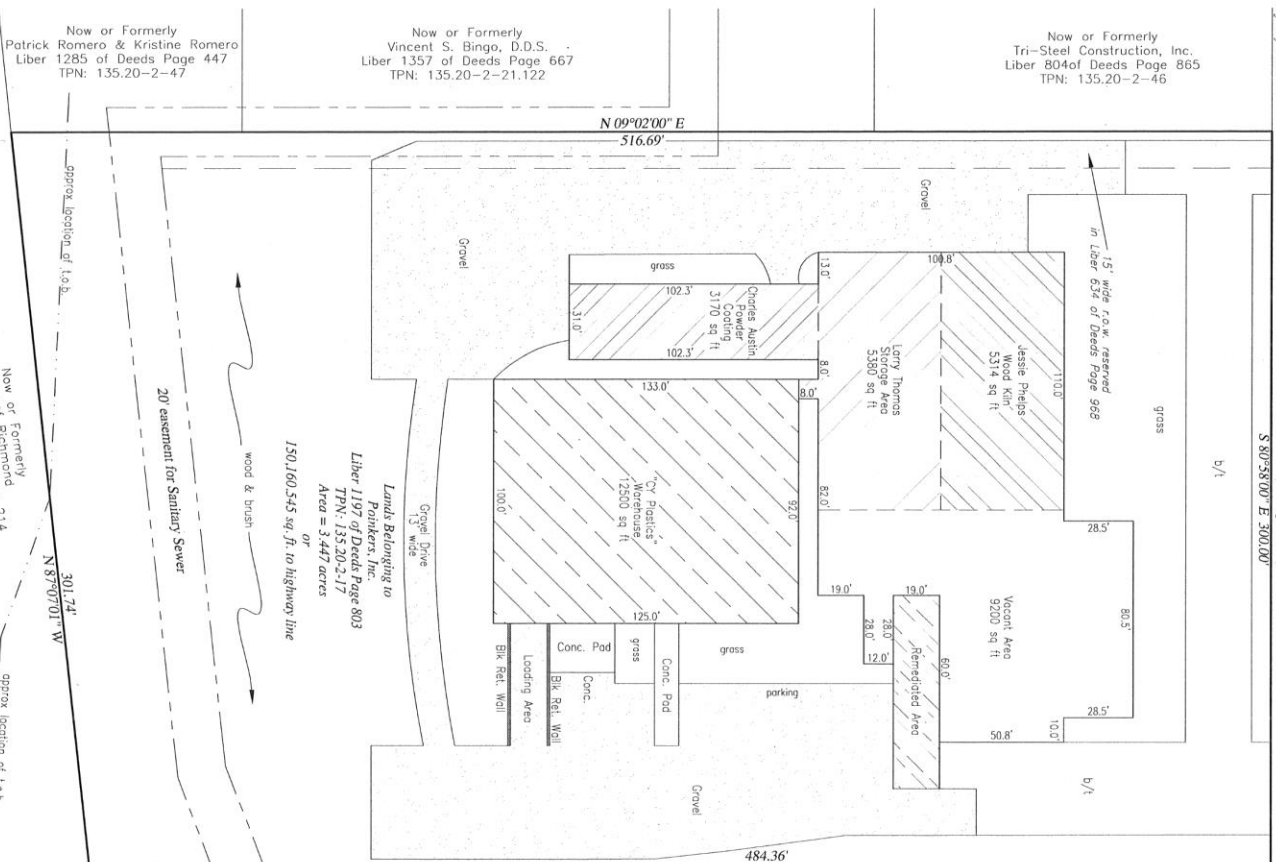 Now or Formerly
Patrick Romero & Kristine Romero
Liber 1285 of Deeds Page 447
TPN: 135.20-2-47
Now or Formerly
Vincent S. Bingo, D.D.S.
Liber 1357 of Deeds Page 667
TPN: 135.20-2-21.122
Now or Formerly
Tri-Steel Construction, Inc.
Liber 804of Deeds Page 865
TPN: 135.20-2-46
N 09°02'00" E
516.69'
S 80°58'00" E 300.00'
15' wide r.o.w. reserved
in Liber 634 of Deeds Page 968
approx location of t.o.b.
Gravel
Gravel
grass
grass
b/t
13.0'
100.8'
102.3'
Charles Austin
Powder
Coating
3170 sq ft
31.0'
102.3'
Larry Thomas
Storage Area
5380 sq ft
Jessie Phelps
Wood Kiln
5314 sq ft
110.0'
8.0'
8.0'
133.0'
"CY Plastics"
Warehouse
12500 sq ft
100.0'
92.0'
125.0'
82.0'
28.5'
80.5'
28.5'
Vacant Area
9200 sq ft
19.0'
19.0'
28.0'
28.0'
12.0'
Remediated Area
60.0'
10.0'
50.8'
20' easement for Sanitary Sewer
wood & brush
Lands Belonging to
Painkers, Inc.
Liber 1197 of Deeds Page 803
TPN: 135.20-2-17
Area = 3.447 acres
or
150,160.545 sq. ft. to highway line
Gravel Drive
13' wide
Blk Ret. Wall
Loading Area
Blk Ret. Wall
Conc. Pad
Conc.
grass
Conc. Pad
grass
parking
Gravel
b/t
484.36'
Now or Formerly
of Richmond
214
301.74'
N 87°07'01" W
approx location of t.o.b.